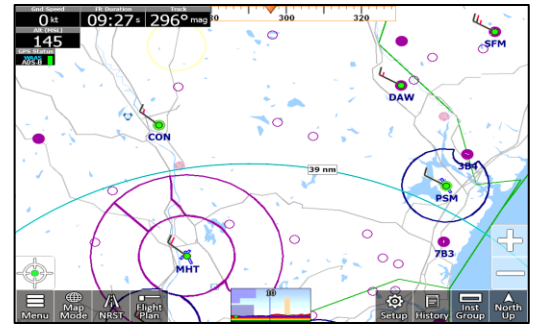 Gnd Speed
0 kt
Flt Duration
09:27 s
Track
296° mag
300
320
Alt (MSL)
145
GPS Status
WAAS
ADS-B
SFM
DAW
CON
39 nm
3B4
PSM
MHT
7B3
10
Menu
Map Mode
NRST
Flight Plan
Setup
History
Inst Group
North Up